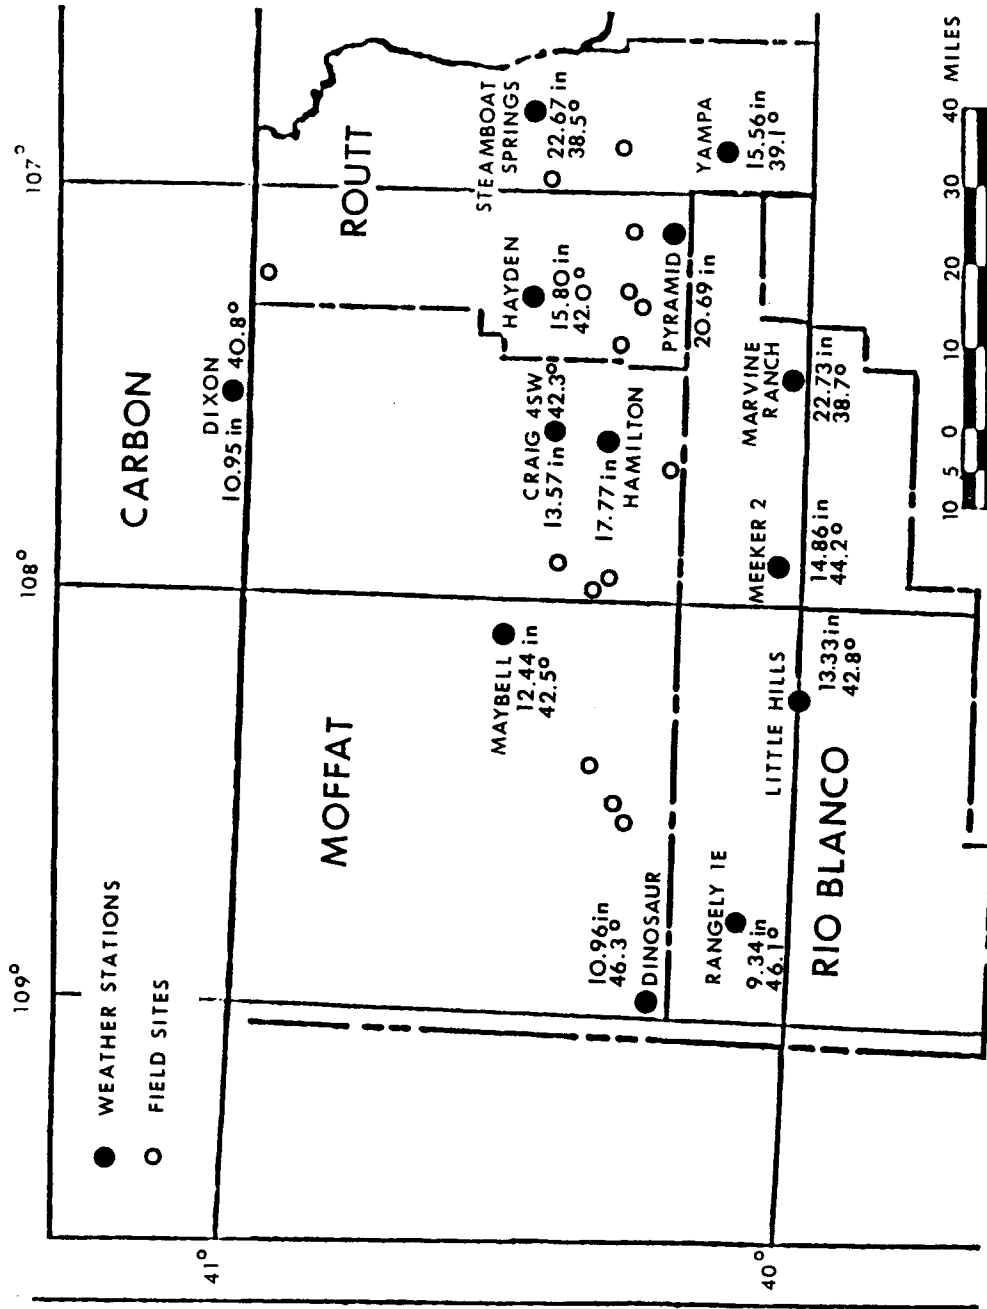 109°
108°
107°
41°
40°
WEATHER STATIONS
FIELD SITES
CARBON
DIXON
10.95 in 40.8°
MOFFAT
ROUTT
MAYBELL
12.44 in
42.5°
CRAIG 4SW
13.57 in 42.3°
17.77 in
HAMILTON
HAYDEN
15.80 in
42.0°
STEAMBOAT
SPRINGS
22.67 in
38.5°
10.96 in
46.3°
DINOSAUR
PYRAMID
20.69 in
YAMPA
15.56 in
39.1°
RANGELY 1E
9.34 in
46.1°
LITTLE HILLS
13.33 in
42.8°
MEEKER 2
14.86 in
44.2°
MARVINE
RANCH
22.73 in
38.7°
RIO BLANCO
10 5 0 10 20 30 40 MILES